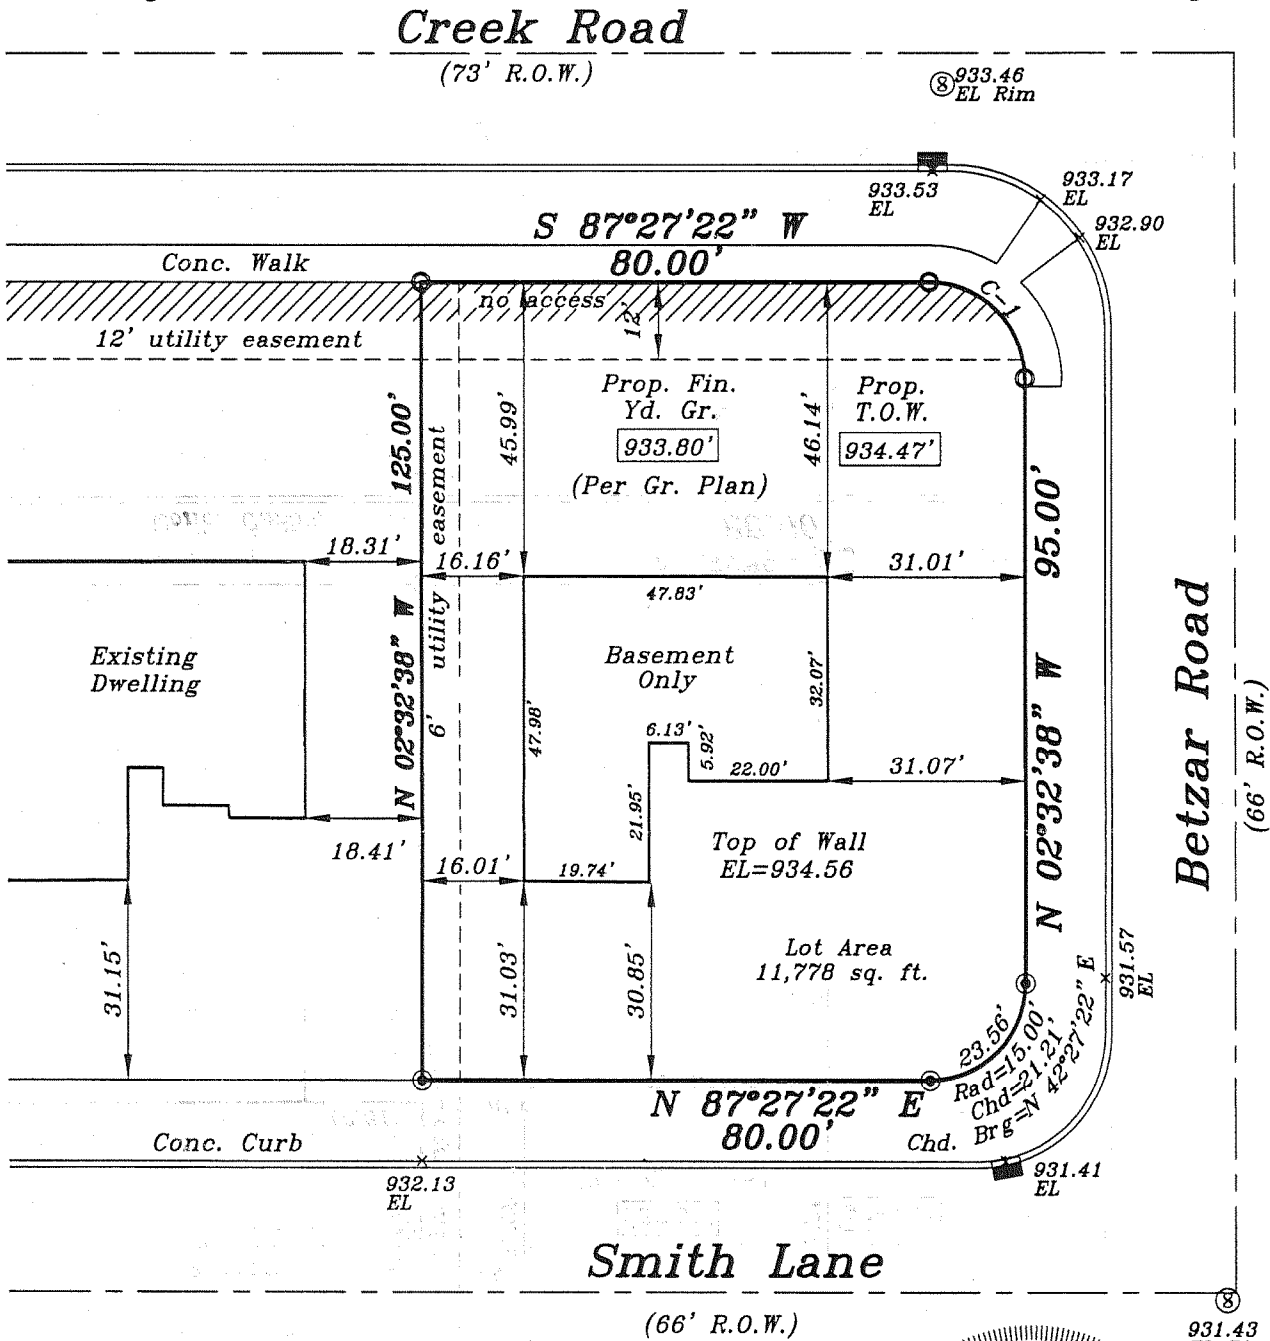 Creek Road
(73' R.O.W.)
933.46
EL Rim
8
933.53
EL
933.17
EL
932.90
EL
S 87°27'22" W
80.00'
Conc. Walk
no access
C-1
12'
12' utility easement
Prop. Fin.
Yd. Gr.
933.80'
(Per Gr. Plan)
Prop.
T.O.W.
934.47'
45.99'
46.14'
125.00'
N 02°32'38" W
6' utility easement
95.00'
N 02°32'38" W
18.31'
16.16'
31.01'
47.83'
Existing
Dwelling
Basement
Only
47.98'
32.07'
6.13'
5.92'
22.00'
31.07'
21.95'
18.41'
16.01'
19.74'
Top of Wall
EL=934.56
Lot Area
11,778 sq. ft.
31.15'
31.03'
30.85'
Betzar Road
(66' R.O.W.)
931.57
EL
23.56'
Rad=15.00'
Chd=21.21'
Chd. Brg=N 42°27'22" E
N 87°27'22" E
80.00'
Conc. Curb
932.13
EL
931.41
EL
Smith Lane
(66' R.O.W.)
8
931.43